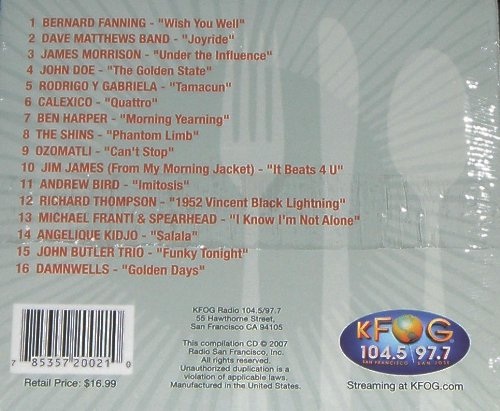 1 BERNARD FANNING - "Wish You Well"
2 DAVE MATTHEWS BAND - "Joyride"
3 JAMES MORRISON - "Under the Influence"
4 JOHN DOE - "The Golden State"
5 RODRIGO Y GABRIELA - "Tamacun"
6 CALEXICO - "Quattro"
7 BEN HARPER - "Morning Yearning"
8 THE SHINS - "Phantom Limb"
9 OZOMATLI - "Can't Stop"
10 JIM JAMES (From My Morning Jacket) - "It Beats 4 U"
11 ANDREW BIRD - "Imitosis"
12 RICHARD THOMPSON - "1952 Vincent Black Lightning"
13 MICHAEL FRANTI & SPEARHEAD - "I Know I'm Not Alone"
14 ANGELIQUE KIDJO - "Salala"
15 JOHN BUTLER TRIO - "Funky Tonight"
16 DAMNWELLS - "Golden Days"
7 85357 20021 0
Retail Price: $16.99
KFOG Radio 104.5/97.7
55 Hawthorne Street,
San Francisco CA 94105
This compilation CD © 2007
Radio San Francisco, Inc.
All rights reserved.
Unauthorized duplication is a
violation of applicable laws.
Manufactured in the United States.
KFOG
104.5 97.7
SAN FRANCISCO SAN JOSE
Streaming at KFOG.com